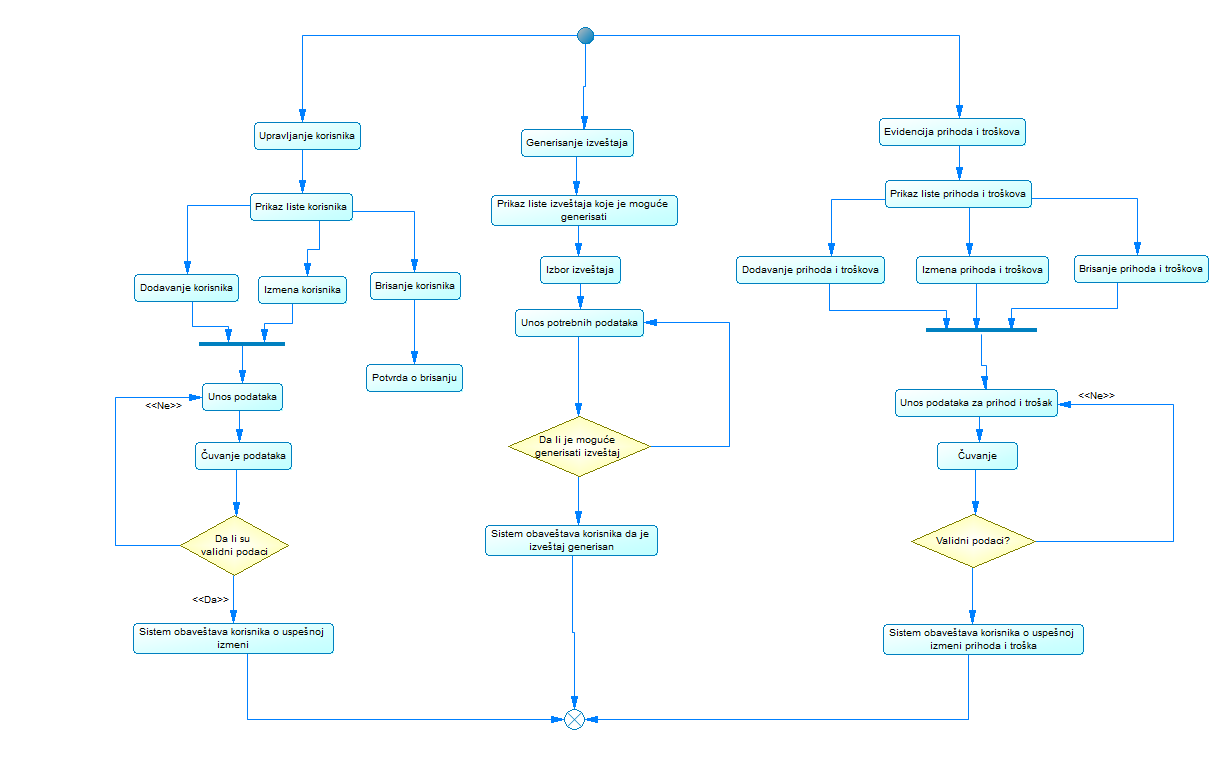 Upravljanje korisnika
Prikaz liste korisnika
Dodavanje korisnika
Izmena korisnika
Brisanje korisnika
Potvrda o brisanju
Unos podataka
<<Ne>>
Čuvanje podataka
Da li su
validni podaci
<<Da>>
Sistem obaveštava korisnika o uspešnoj
izmeni
Generisanje izveštaja
Prikaz liste izveštaja koje je moguće
generisati
Izbor izveštaja
Unos potrebnih podataka
Da li je moguće
generisati izveštaj
Sistem obaveštava korisnika da je
izveštaj generisan
Evidencija prihoda i troškova
Prikaz liste prihoda i troškova
Dodavanje prihoda i troškova
Izmena prihoda i troškova
Brisanje prihoda i troškova
Unos podataka za prihod i trošak
<<Ne>>
Čuvanje
Validni podaci?
Sistem obaveštava korisnika o uspešnoj
izmeni prihoda i troška